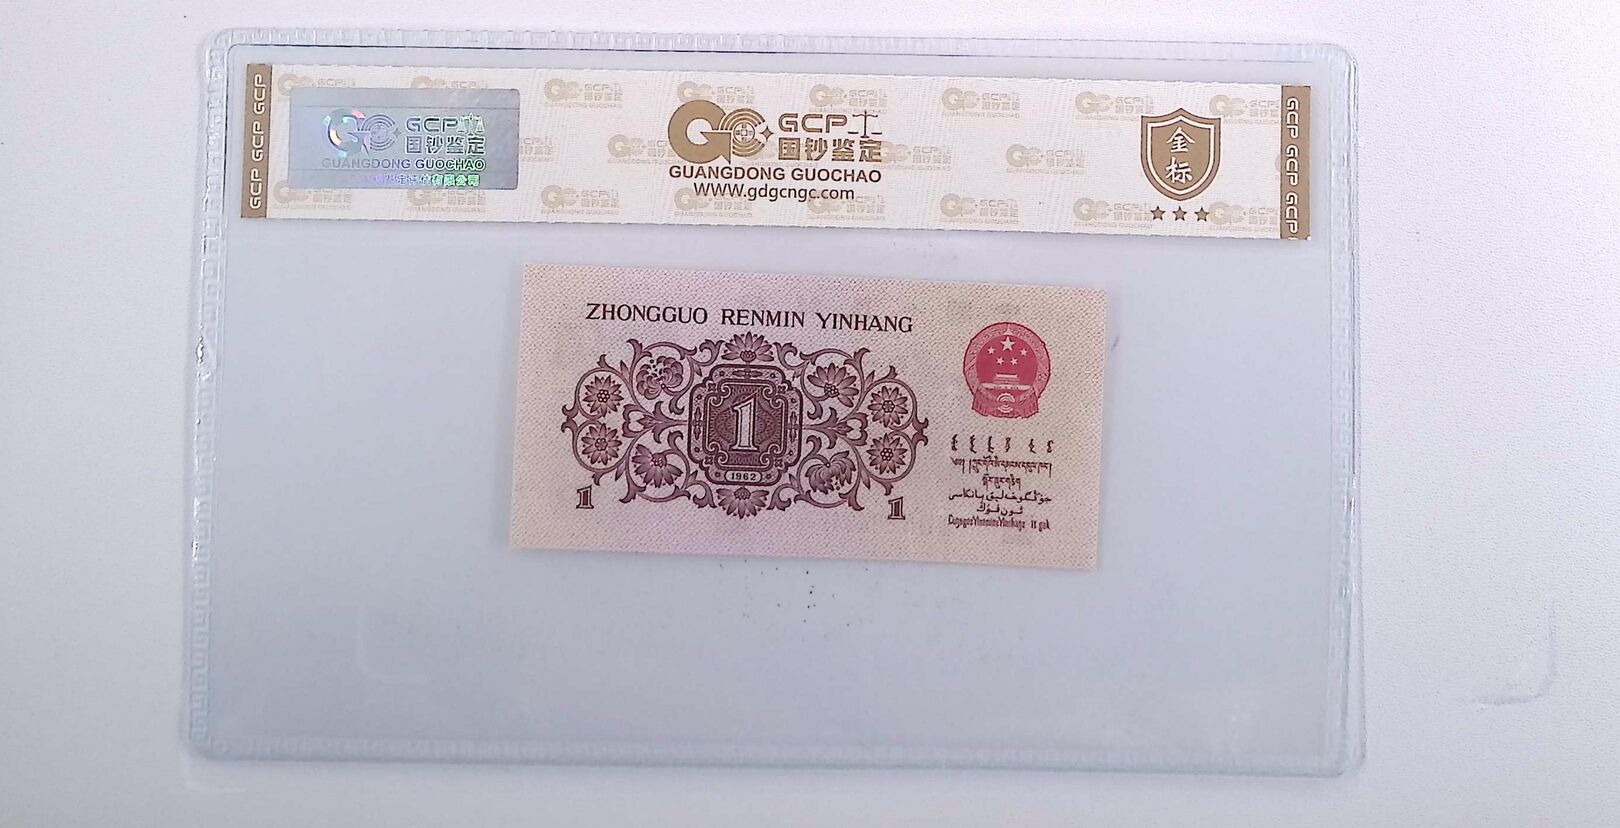 GCP GCP GCP
GCP
国钞鉴定
GUANGDONG GUOCHAO
GCP
国钞鉴定
GUANGDONG GUOCHAO
WWW.gdgcngc.com
金
标
GCP GCP GCP
ZHONGGUO RENMIN YINHANG
1
1962
1
1